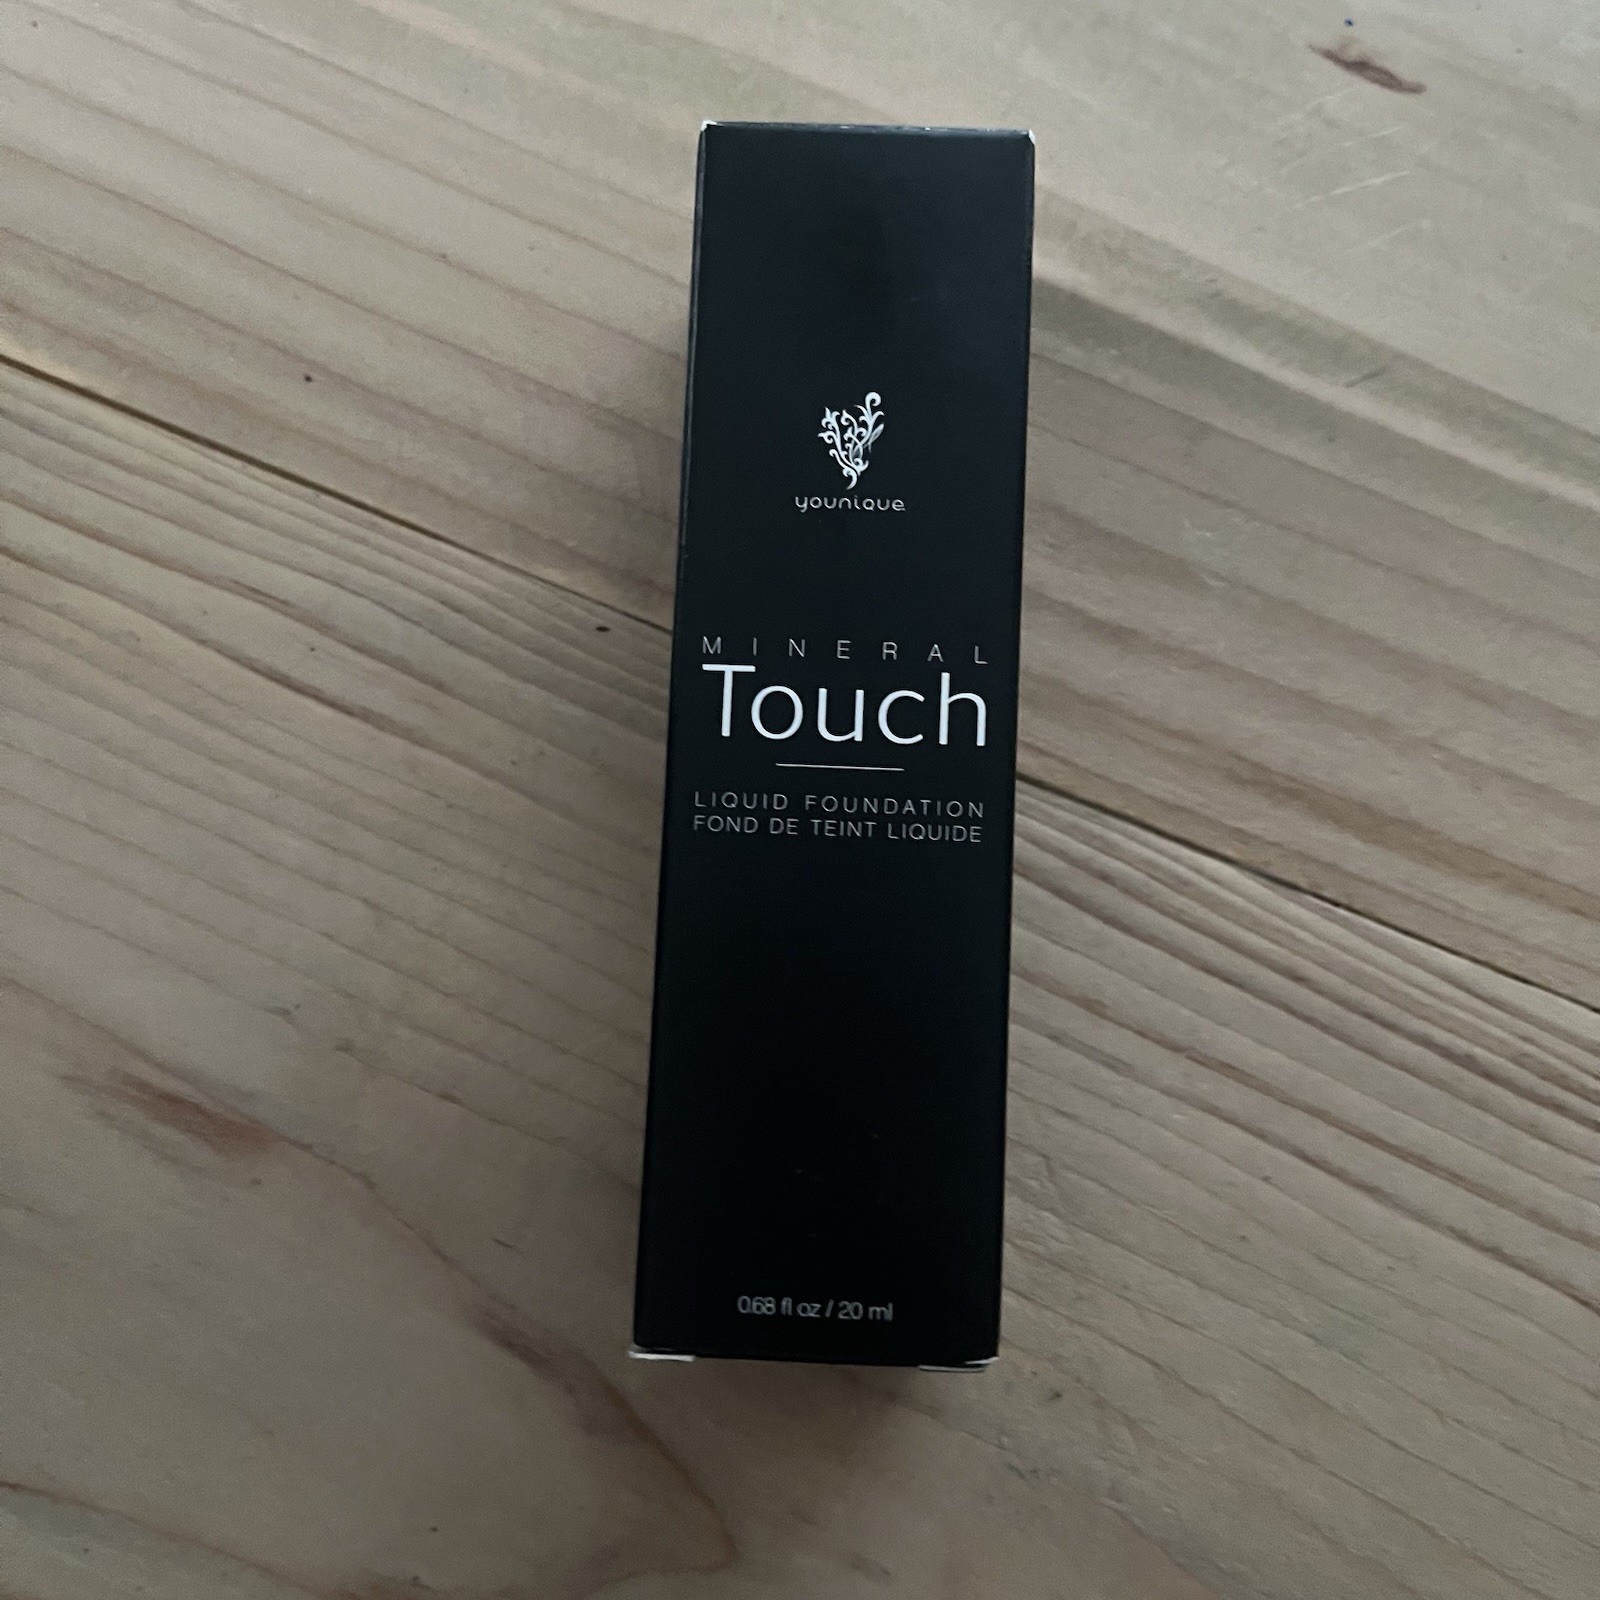 younique
MINERAL
Touch
LIQUID FOUNDATION
FOND DE TEINT LIQUIDE
0.68 fl oz / 20 ml